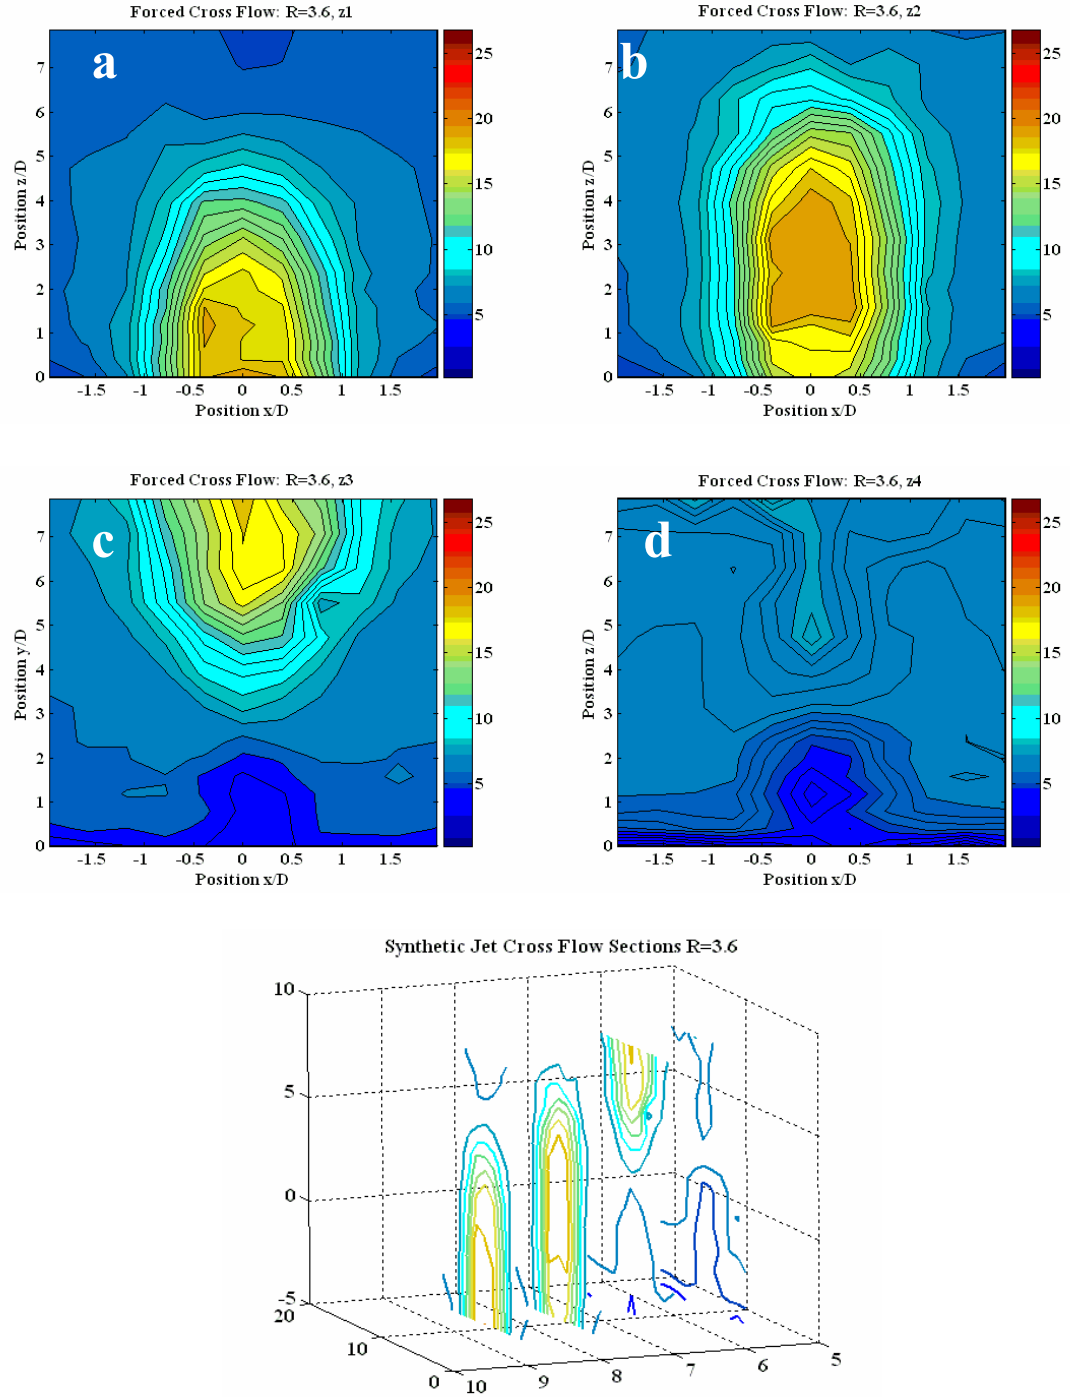 Forced Cross Flow: R=3.6, z1
a
Position z/D
7
6
5
4
3
2
1
0
-1.5 -1 -0.5 0 0.5 1 1.5
Position x/D
25
20
15
10
5
Forced Cross Flow: R=3.6, z2
b
Position z/D
7
6
5
4
3
2
1
0
-1.5 -1 -0.5 0 0.5 1 1.5
Position x/D
25
20
15
10
5
Forced Cross Flow: R=3.6, z3
c
Position y/D
7
6
5
4
3
2
1
0
-1.5 -1 -0.5 0 0.5 1 1.5
Position x/D
25
20
15
10
5
Forced Cross Flow: R=3.6, z4
d
Position z/D
7
6
5
4
3
2
1
0
-1.5 -1 -0.5 0 0.5 1 1.5
Position x/D
25
20
15
10
5
Synthetic Jet Cross Flow Sections R=3.6
10
5
0
-5
20
10
0
10 9 8 7 6 5